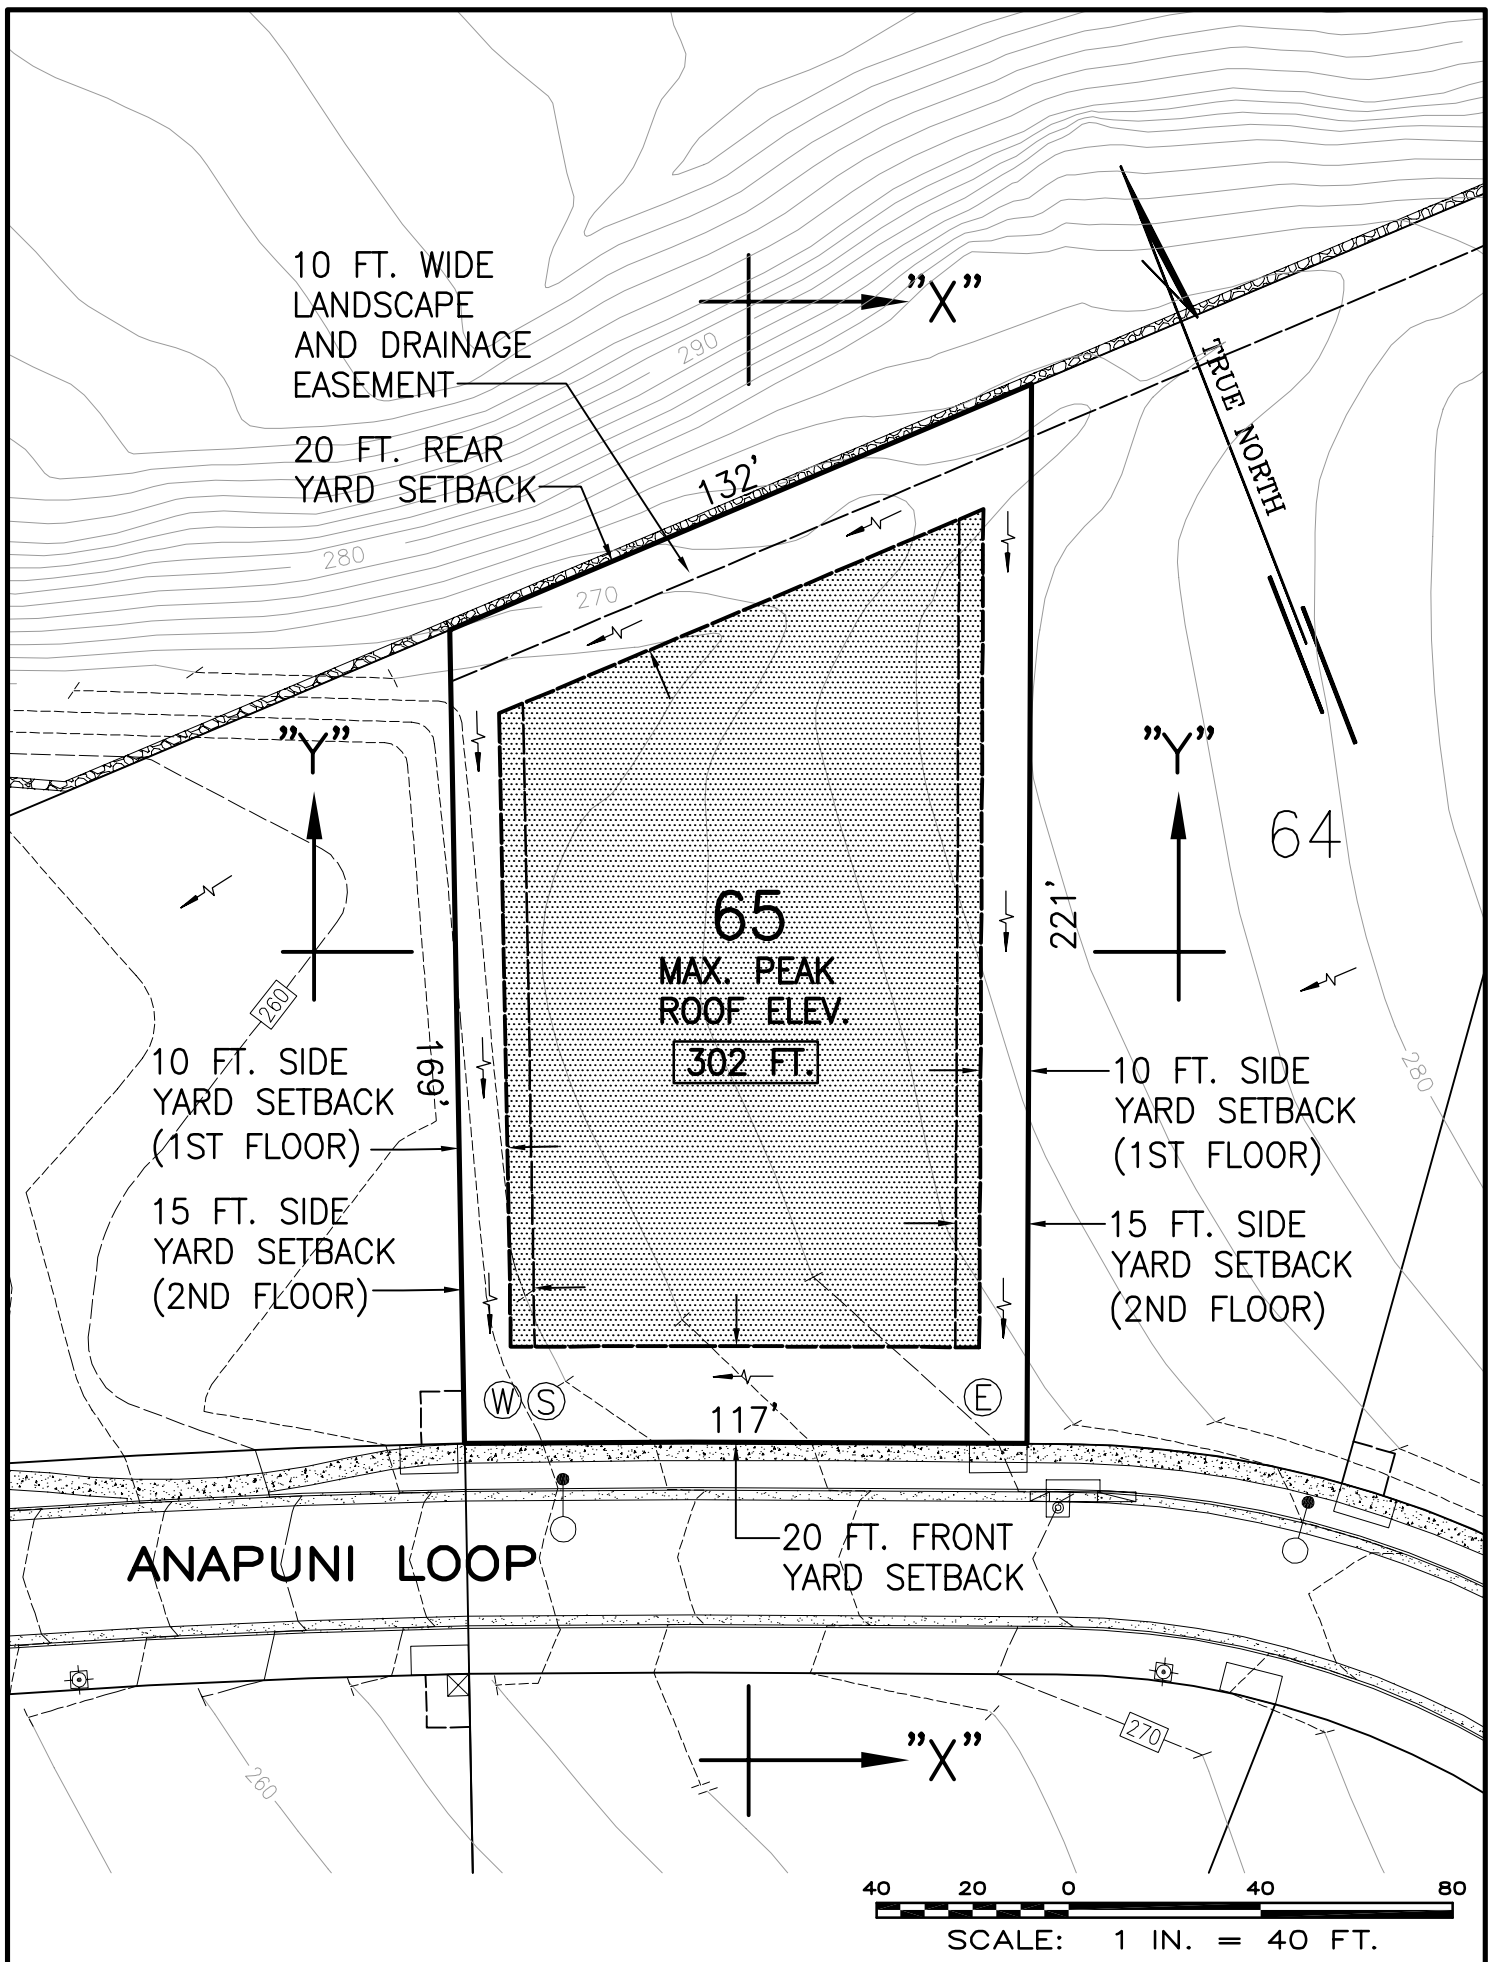 10 FT. WIDE
LANDSCAPE
AND DRAINAGE
EASEMENT
"X"
290
TRUE NORTH
20 FT. REAR
YARD SETBACK
132'
280
270
"Y"
"Y"
64
65
MAX. PEAK
ROOF ELEV.
302 FT.
221'
260
169'
10 FT. SIDE
YARD SETBACK
(1ST FLOOR)
10 FT. SIDE
YARD SETBACK
(1ST FLOOR)
280
15 FT. SIDE
YARD SETBACK
(2ND FLOOR)
15 FT. SIDE
YARD SETBACK
(2ND FLOOR)
W S
E
117'
ANAPUNI LOOP
20 FT. FRONT
YARD SETBACK
270
"X"
260
40 20 0 40 80
SCALE: 1 IN. = 40 FT.